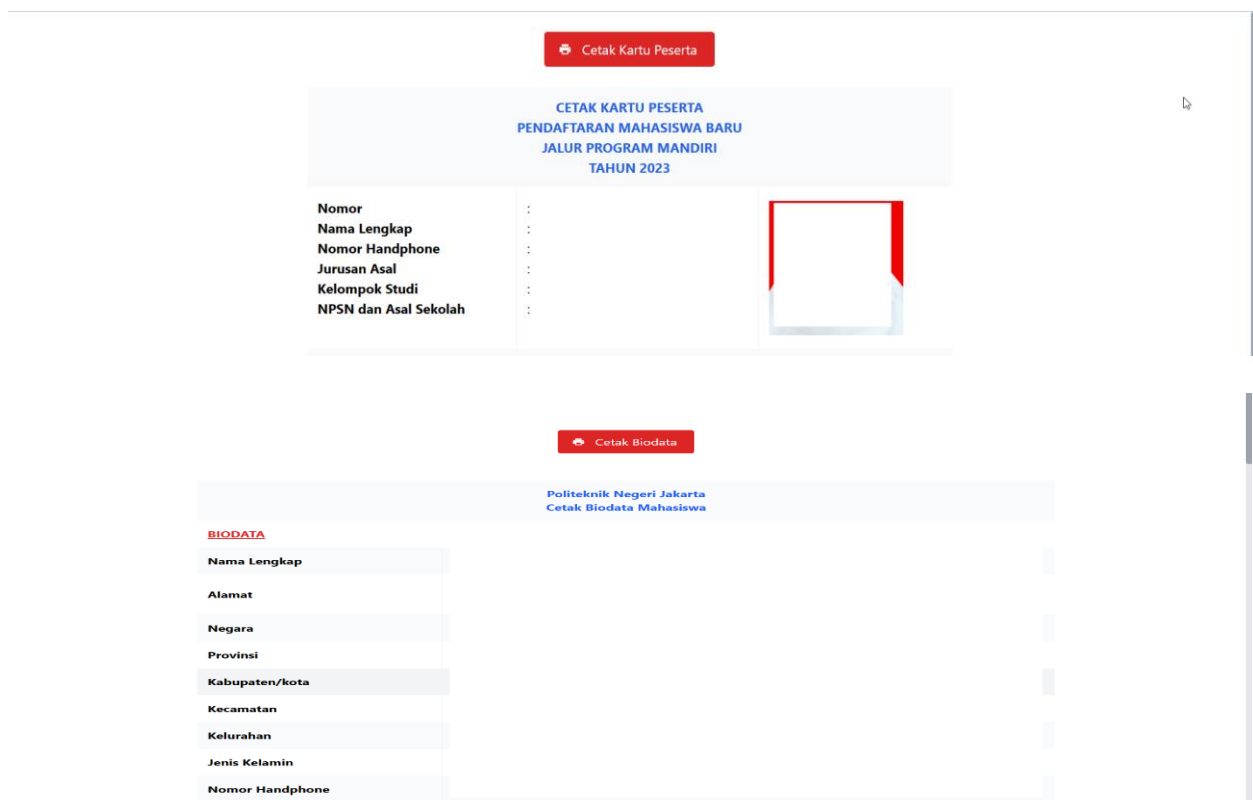 Cetak Kartu Peserta
CETAK KARTU PESERTA
PENDAFTARAN MAHASISWA BARU
JALUR PROGRAM MANDIRI
TAHUN 2023
Nomor :
Nama Lengkap :
Nomor Handphone :
Jurusan Asal :
Kelompok Studi :
NPSN dan Asal Sekolah :
Cetak Biodata
Politeknik Negeri Jakarta
Cetak Biodata Mahasiswa
BIODATA
Nama Lengkap
Alamat
Negara
Provinsi
Kabupaten/kota
Kecamatan
Kelurahan
Jenis Kelamin
Nomor Handphone